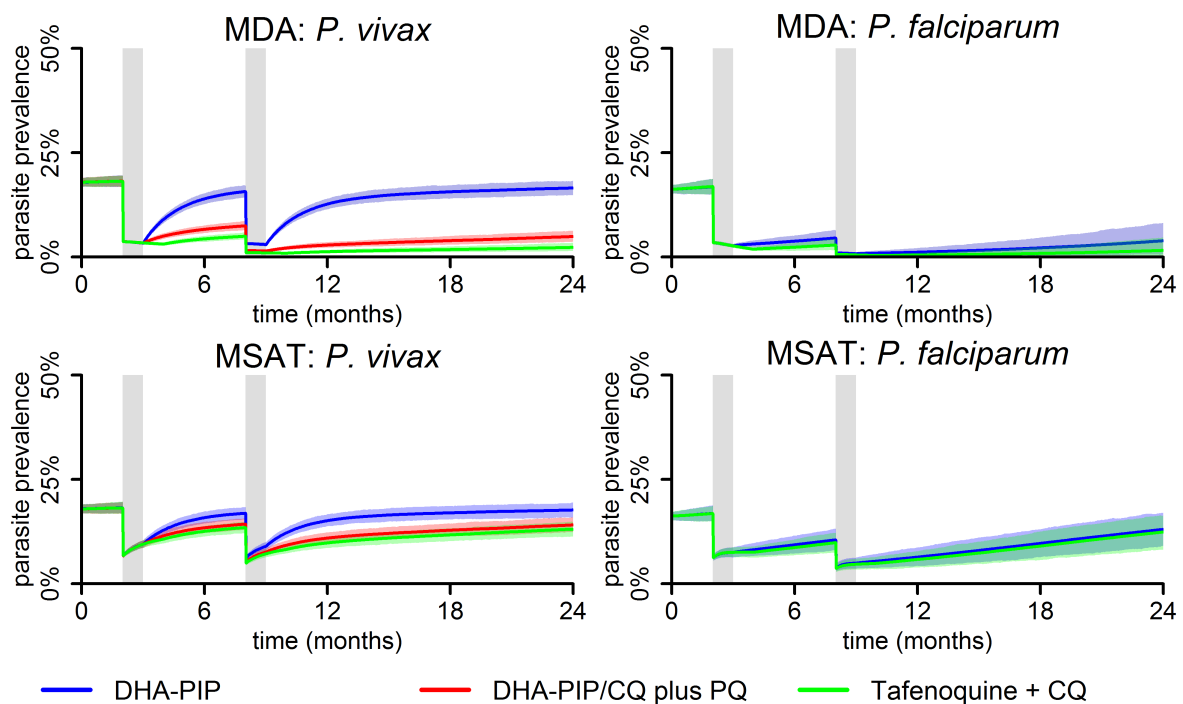 MDA: P. vivax
MDA: P. falciparum
parasite prevalence
0% 25% 50%
0 6 12 18 24
time (months)
parasite prevalence
0% 25% 50%
0 6 12 18 24
time (months)
MSAT: P. vivax
MSAT: P. falciparum
parasite prevalence
0% 25% 50%
0 6 12 18 24
time (months)
parasite prevalence
0% 25% 50%
0 6 12 18 24
time (months)
DHA-PIP
DHA-PIP/CQ plus PQ
Tafenoquine + CQ